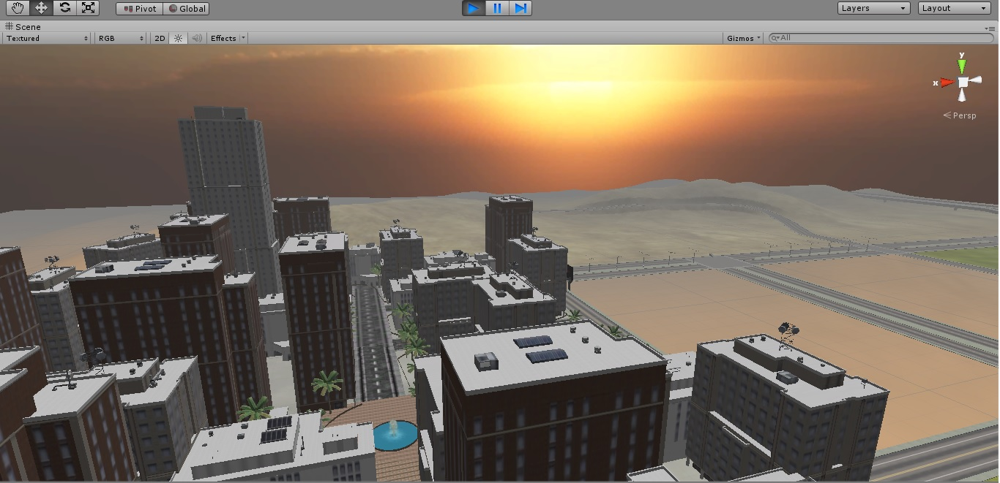 Pivot Global Layers Layout
Scene
Textured RGB 2D Effects Gizmos All
y
x
Persp